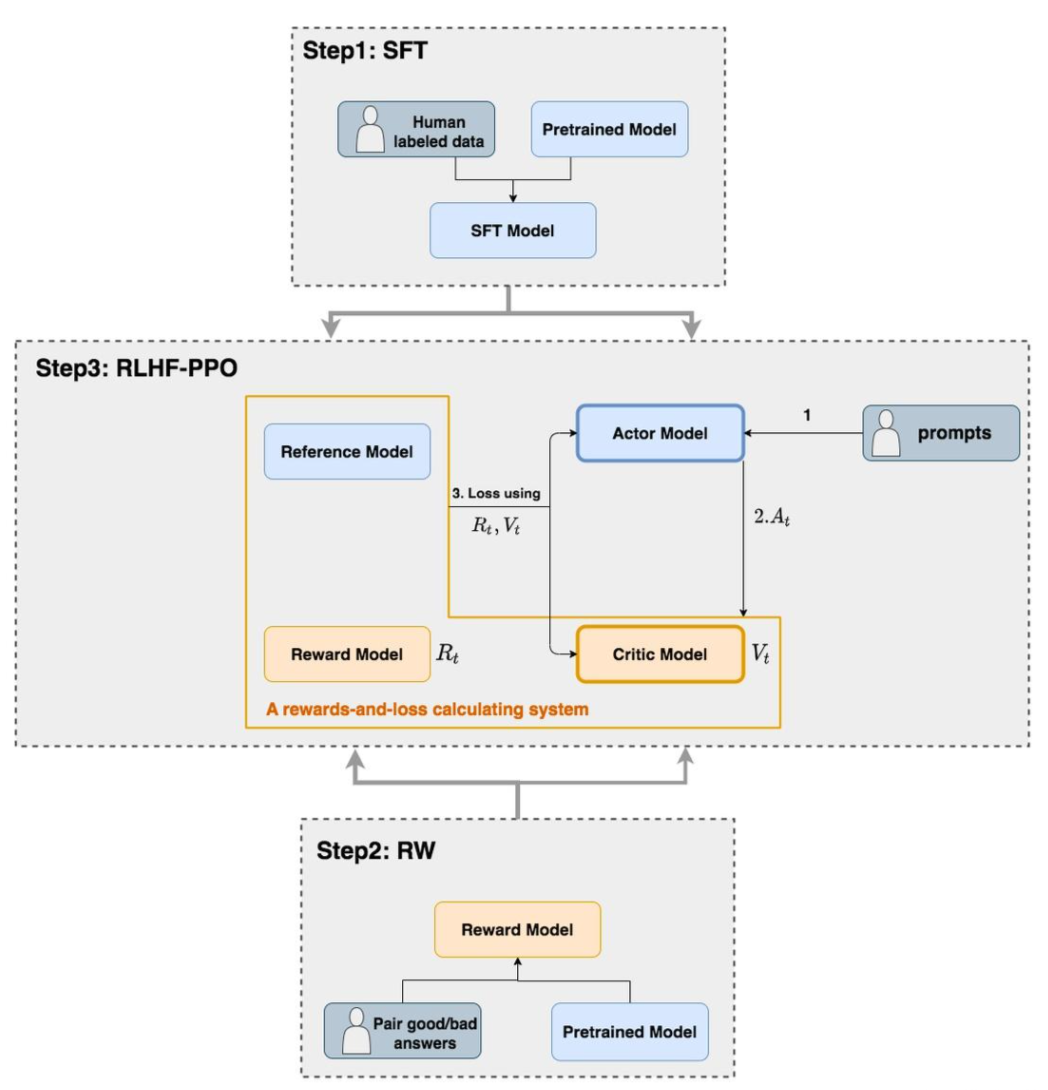 Step1: SFT
Human
labeled data
Pretrained Model
SFT Model
Step3: RLHF-PPO
Reference Model
Actor Model
1
prompts
3. Loss using
R_t, V_t
2.A_t
Reward Model
R_t
Critic Model
V_t
A rewards-and-loss calculating system
Step2: RW
Reward Model
Pair good/bad
answers
Pretrained Model